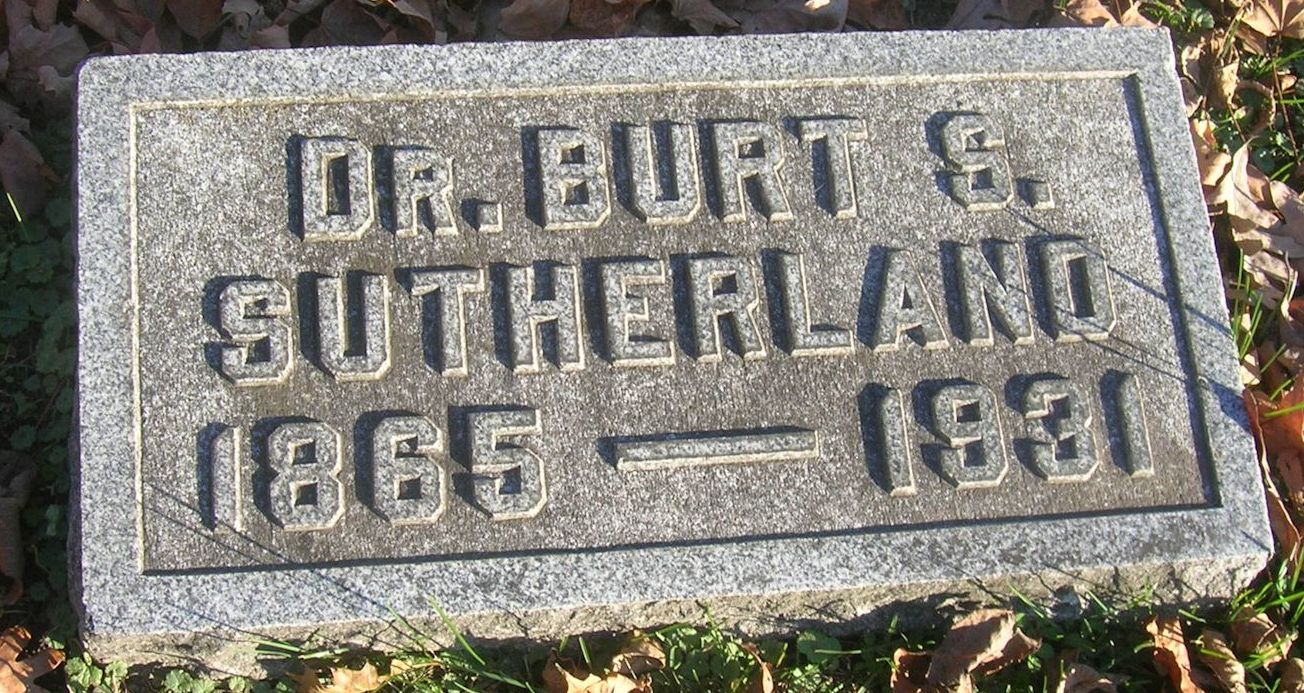 DR. BURT S.
SUTHERLAND
1865 — 1931